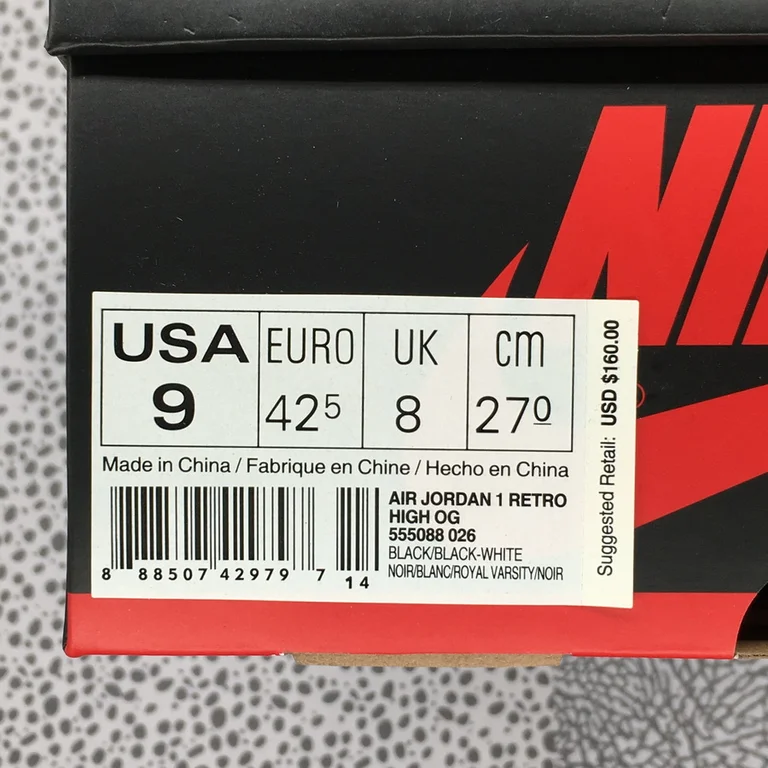 NI
USA EURO UK cm
9 42 5 8 27 0
Made in China / Fabrique en Chine / Hecho en China
AIR JORDAN 1 RETRO
HIGH OG
555088 026
BLACK/BLACK-WHITE
NOIR/BLANC/ROYAL VARSITY/NOIR
8 88507 42979 7 14
Suggested Retail: USD $160.00